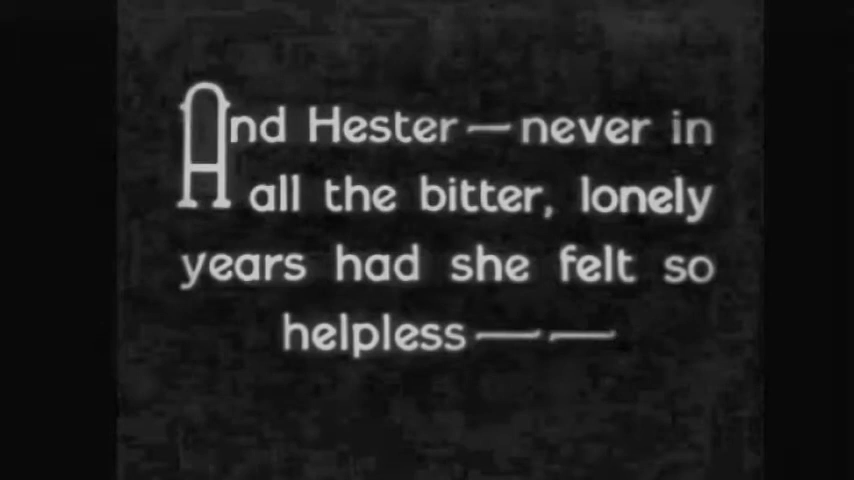 And Hester — never in
all the bitter, lonely
years had she felt so
helpless — —